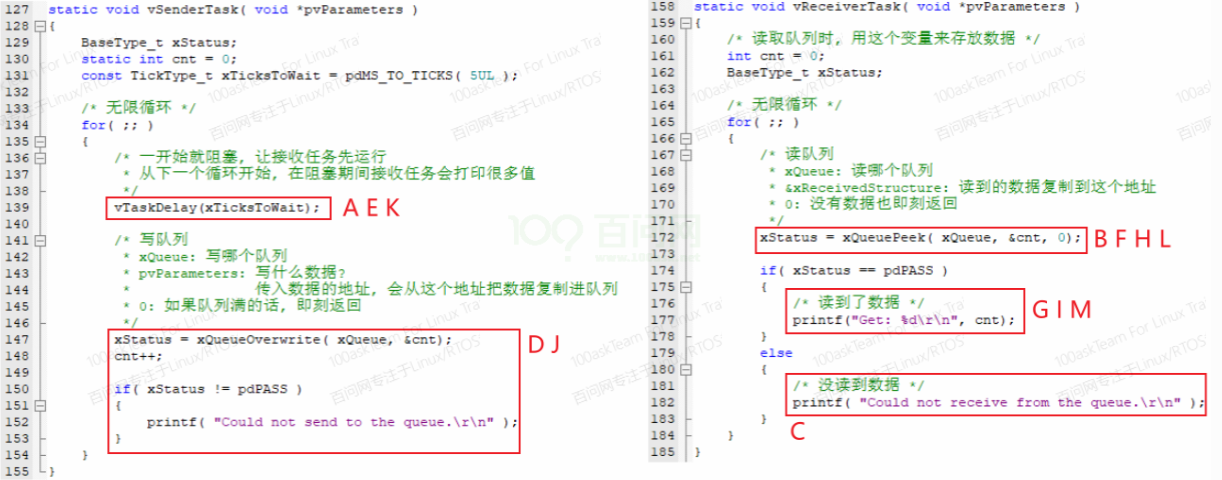 127 static void vSenderTask( void *pvParameters )
128 {
129 BaseType_t xStatus;
130 static int cnt = 0;
131 const TickType_t xTicksToWait = pdMS_TO_TICKS( 5UL );
132
133 /* 无限循环 */
134 for( ;; )
135 {
136 /* 一开始就阻塞, 让接收任务先运行
137 * 从下一个循环开始, 在阻塞期间接收任务会打印很多值
138 */
139 vTaskDelay(xTicksToWait); A E K
140
141 /* 写队列
142 * xQueue: 写哪个队列
143 * pvParameters: 写什么数据?
144 * 传入数据的地址, 会从这个地址把数据复制进队列
145 * 0: 如果队列满的话, 即刻返回
146 */
147 xStatus = xQueueOverwrite( xQueue, &cnt);
148 cnt++; D J
149
150 if( xStatus != pdPASS )
151 {
152 printf( "Could not send to the queue.\r\n" );
153 }
154 }
155 }
158 static void vReceiverTask( void *pvParameters )
159 {
160 /* 读取队列时, 用这个变量来存放数据 */
161 int cnt = 0;
162 BaseType_t xStatus;
163
164 /* 无限循环 */
165 for( ;; )
166 {
167 /* 读队列
168 * xQueue: 读哪个队列
169 * &xReceivedStructure: 读到的数据复制到这个地址
170 * 0: 没有数据也即刻返回
171 */
172 xStatus = xQueuePeek( xQueue, &cnt, 0); B F H L
173
174 if( xStatus == pdPASS )
175 {
176 /* 读到了数据 */
177 printf("Get: %d\r\n", cnt); G I M
178 }
179 else
180 {
181 /* 没读到数据 */
182 printf( "Could not receive from the queue.\r\n" );
183 } C
184 }
185 }
100askTeam For Linux Tra
百问网专注于Linux/RTOS
百问网